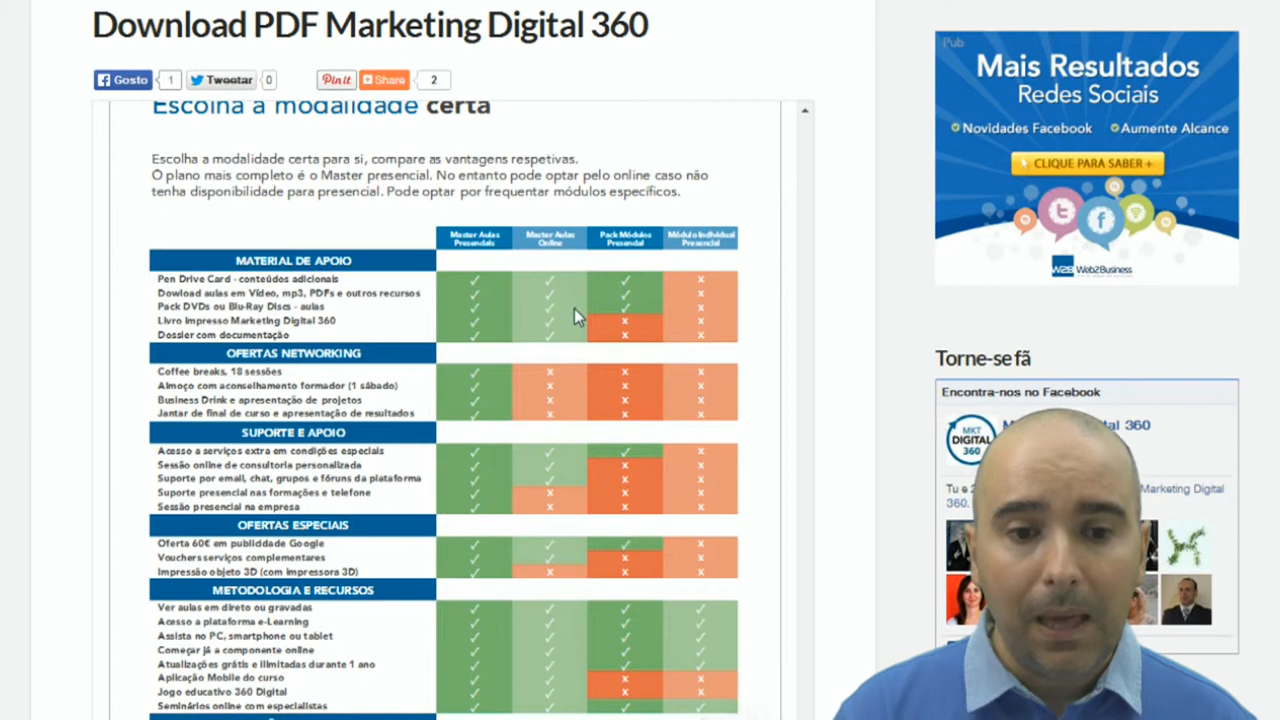 Download PDF Marketing Digital 360
Gosto 1 Tweetar 0 Pin it Share 2
Escolha a modalidade certa
Escolha a modalidade certa para si, compare as vantagens respetivas.
O plano mais completo é o Master presencial. No entanto pode optar pelo online caso não
tenha disponibilidade para presencial. Pode optar por frequentar módulos específicos.
Master Aulas Presenciais
Master Aulas Online
Pack Módulos Presencial
Módulo Individual Presencial
MATERIAL DE APOIO
Pen Drive Card - conteúdos adicionais ✓ ✓ ✓ x
Dowload aulas em Vídeo, mp3, PDFs e outros recursos ✓ ✓ ✓ x
Pack DVDs ou Blu-Ray Discs - aulas ✓ ✓ ✓ x
Livro impresso Marketing Digital 360 ✓ ✓ x x
Dossier com documentação ✓ ✓ x x
OFERTAS NETWORKING
Coffee breaks, 18 sessões ✓ x x x
Almoço com aconselhamento formador (1 sábado) ✓ x x x
Business Drink e apresentação de projetos ✓ x x x
Jantar de final de curso e apresentação de resultados ✓ x x x
SUPORTE E APOIO
Acesso a serviços extra em condições especiais ✓ ✓ ✓ x
Sessão online de consultoria personalizada ✓ ✓ x x
Suporte por email, chat, grupos e fóruns da plataforma ✓ ✓ x x
Suporte presencial nas formações e telefone ✓ x x x
Sessão presencial na empresa ✓ x x x
OFERTAS ESPECIAIS
Oferta 60€ em publicidade Google ✓ ✓ ✓ x
Vouchers serviços complementares ✓ ✓ x x
Impressão objeto 3D (com impressora 3D) ✓ x x x
METODOLOGIA E RECURSOS
Ver aulas em direto ou gravadas ✓ ✓ ✓ ✓
Acesso a plataforma e-Learning ✓ ✓ ✓ ✓
Assista no PC, smartphone ou tablet ✓ ✓ ✓ ✓
Começar já a componente online ✓ ✓ ✓ ✓
Atualizações grátis e ilimitadas durante 1 ano ✓ ✓ ✓ ✓
Aplicação Mobile do curso ✓ ✓ x x
Jogo educativo 360 Digital ✓ ✓ x x
Seminários online com especialistas ✓ ✓ ✓ ✓
Pub
Mais Resultados
Redes Sociais
Novidades Facebook Aumente Alcance
CLIQUE PARA SABER +
W2B Web2Business
Torne-se fã
Encontra-nos no Facebook
MKT
DIGITAL
360
tal 360
Tu e 2
Marketing Digital
360.